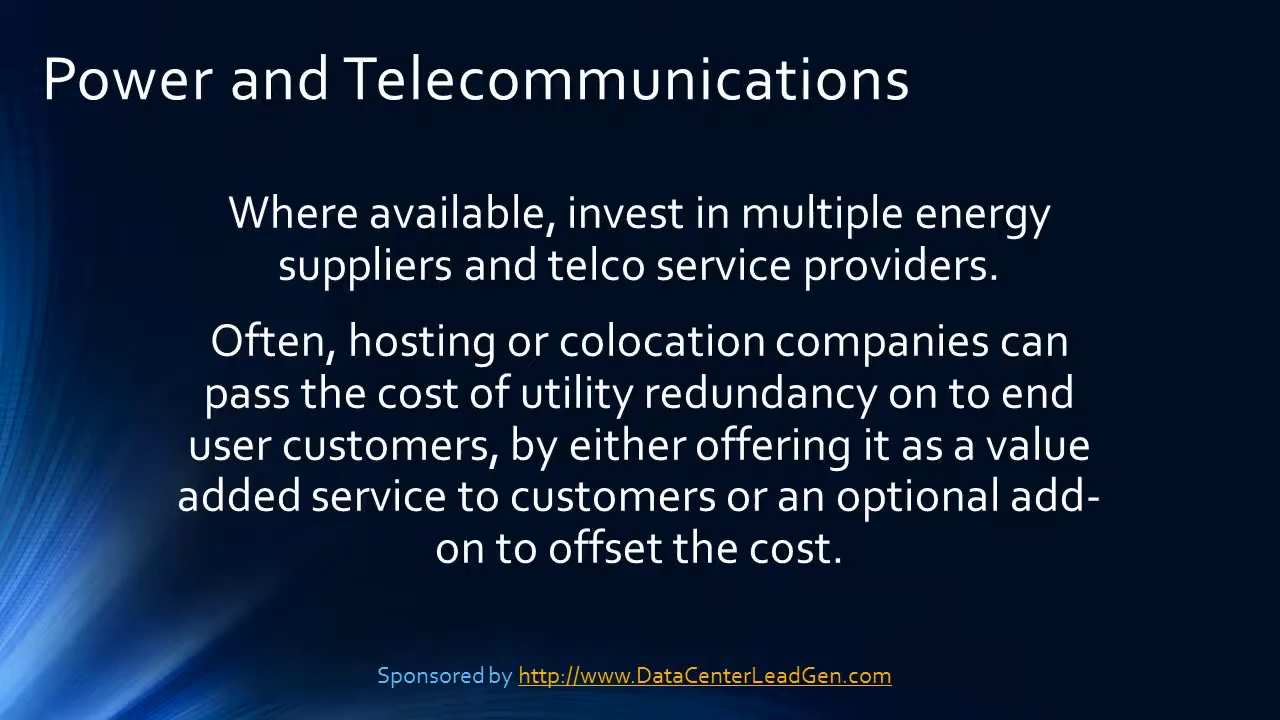 Power and Telecommunications
Where available, invest in multiple energy
suppliers and telco service providers.
Often, hosting or colocation companies can
pass the cost of utility redundancy on to end
user customers, by either offering it as a value
added service to customers or an optional add-
on to offset the cost.
Sponsored by http://www.DataCenterLeadGen.com